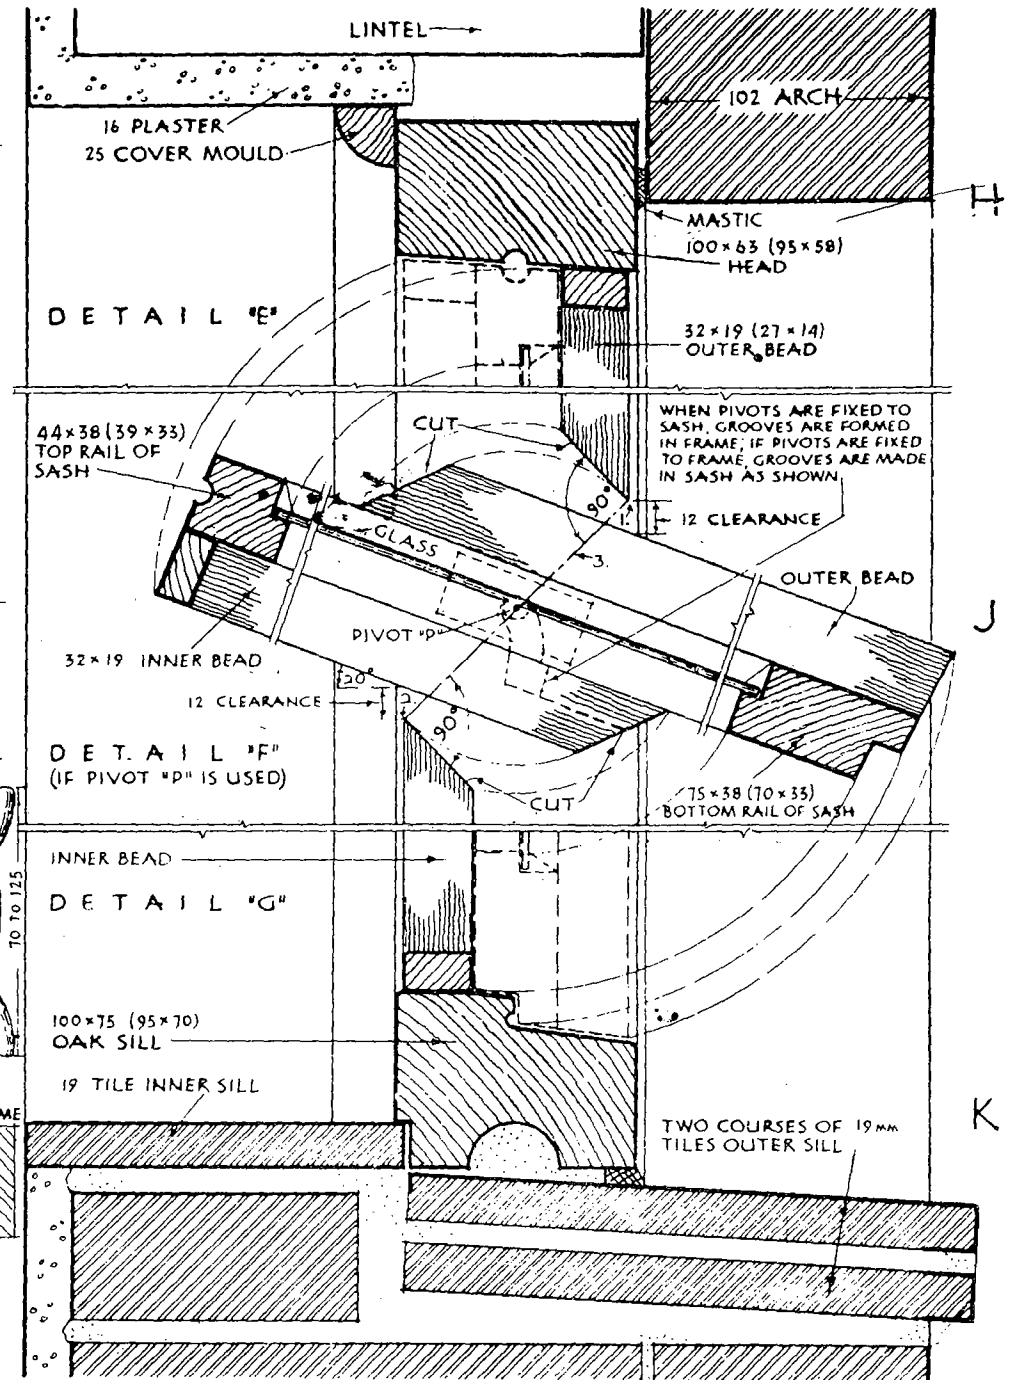 LINTEL
102 ARCH
16 PLASTER
25 COVER MOULD
H
MASTIC
100×63 (95×58)
HEAD
DETAIL "E"
32×19 (27×14)
OUTER BEAD
44×38 (39×33)
TOP RAIL OF
SASH
CUT
WHEN PIVOTS ARE FIXED TO
SASH, GROOVES ARE FORMED
IN FRAME; IF PIVOTS ARE FIXED
TO FRAME, GROOVES ARE MADE
IN SASH AS SHOWN
90°
1.
12 CLEARANCE
GLASS
3.
OUTER BEAD
J
PIVOT "P"
32×19 INNER BEAD
20°
12 CLEARANCE
2
90°
DETAIL "F"
(IF PIVOT "P" IS USED)
CUT
75×38 (70×33)
BOTTOM RAIL OF SASH
INNER BEAD
DETAIL "G"
70 TO 125
100×75 (95×70)
OAK SILL
19 TILE INNER SILL
ME
TWO COURSES OF 19mm
TILES OUTER SILL
K